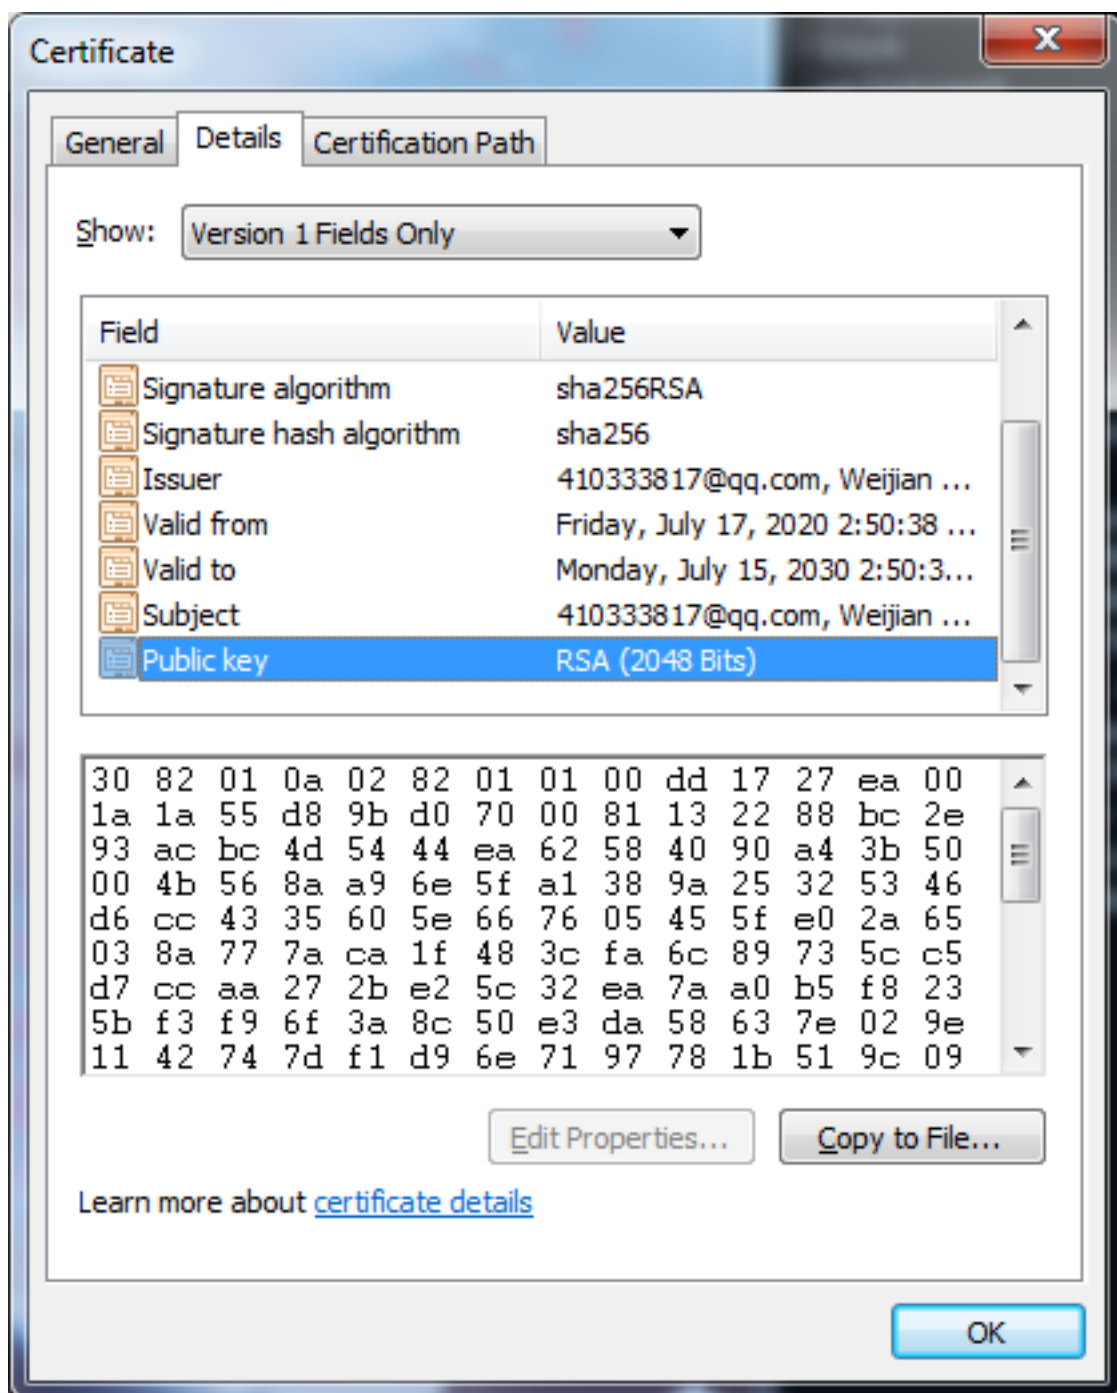 Certificate
General Details Certification Path
Show: Version 1 Fields Only
Field Value
Signature algorithm sha256RSA
Signature hash algorithm sha256
Issuer 410333817@qq.com, Weijian ...
Valid from Friday, July 17, 2020 2:50:38 ...
Valid to Monday, July 15, 2030 2:50:3...
Subject 410333817@qq.com, Weijian ...
Public key RSA (2048 Bits)
30 82 01 0a 02 82 01 01 00 dd 17 27 ea 00
1a 1a 55 d8 9b d0 70 00 81 13 22 88 bc 2e
93 ac bc 4d 54 44 ea 62 58 40 90 a4 3b 50
00 4b 56 8a a9 6e 5f a1 38 9a 25 32 53 46
d6 cc 43 35 60 5e 66 76 05 45 5f e0 2a 65
03 8a 77 7a ca 1f 48 3c fa 6c 89 73 5c c5
d7 cc aa 27 2b e2 5c 32 ea 7a a0 b5 f8 23
5b f3 f9 6f 3a 8c 50 e3 da 58 63 7e 02 9e
11 42 74 7d f1 d9 6e 71 97 78 1b 51 9c 09
Edit Properties... Copy to File...
Learn more about certificate details
OK